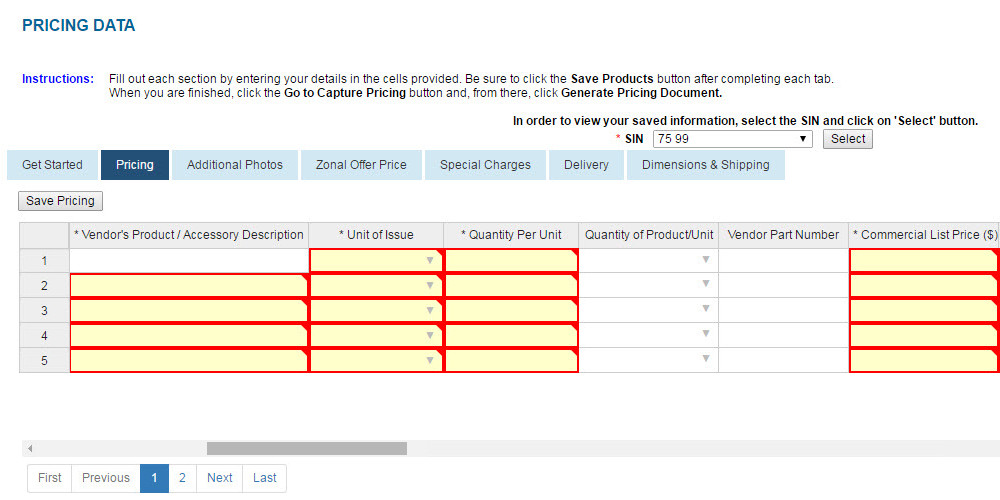 PRICING DATA
Instructions: Fill out each section by entering your details in the cells provided. Be sure to click the Save Products button after completing each tab.
When you are finished, click the Go to Capture Pricing button and, from there, click Generate Pricing Document.
In order to view your saved information, select the SIN and click on 'Select' button.
* SIN 75 99 Select
Get Started Pricing Additional Photos Zonal Offer Price Special Charges Delivery Dimensions & Shipping
Save Pricing
* Vendor's Product / Accessory Description * Unit of Issue * Quantity Per Unit Quantity of Product/Unit Vendor Part Number * Commercial List Price ($)
1
2
3
4
5
First Previous 1 2 Next Last